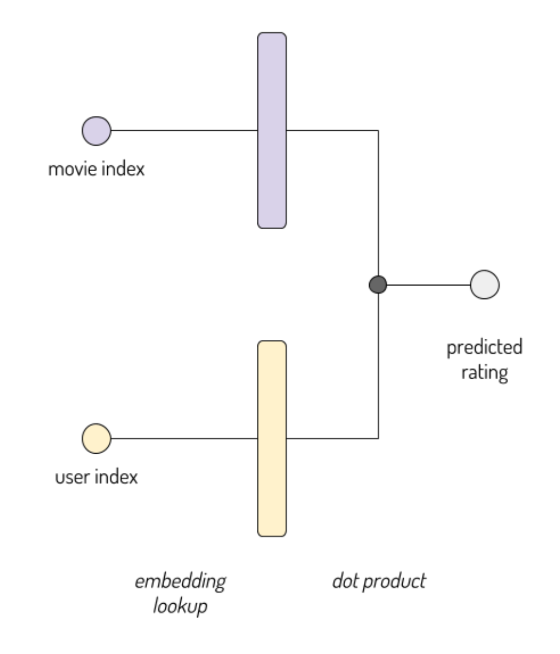 movie index
predicted
rating
user index
embedding
lookup
dot product